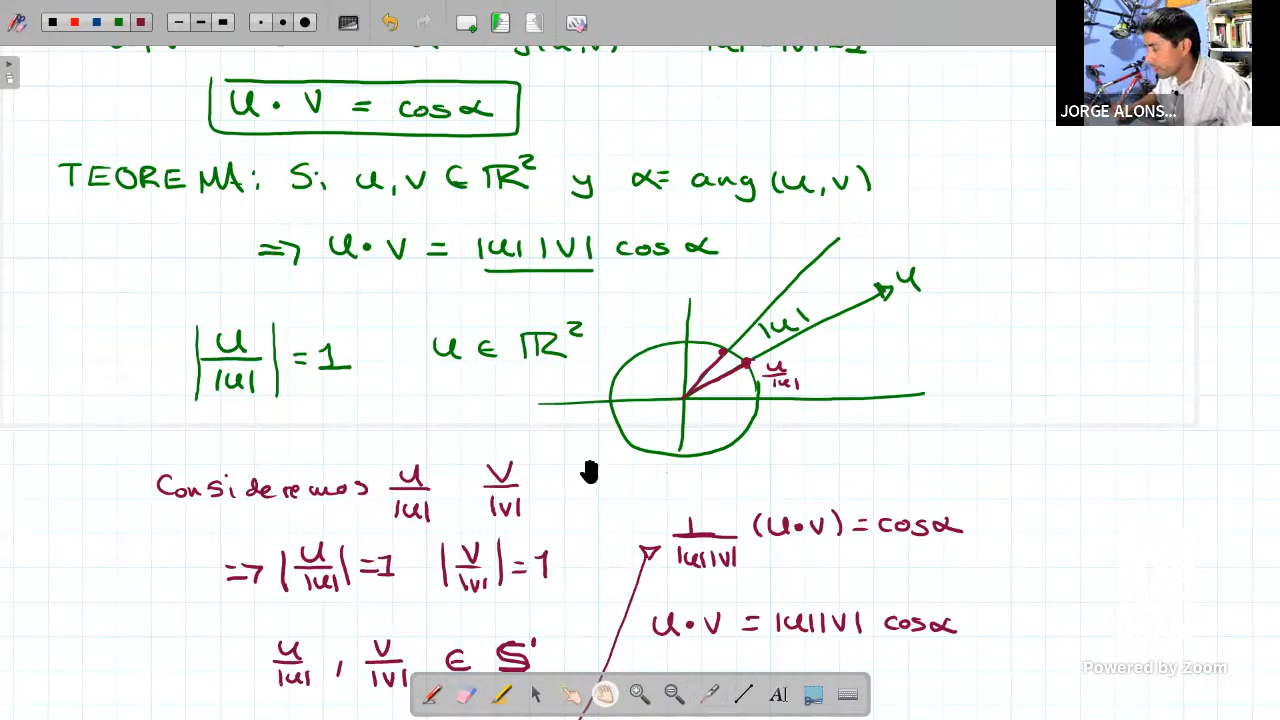 JORGE ALONS...
u · v = cos α
TEOREMA: Si u, v ∈ ℝ² y α = ang (u, v)
⇒ u · v = |u| |v| cos α
u
|u|
|u/|u|| = 1 u ∈ ℝ²
u/|u|
Consideremos u/|u| v/|v|
1/|u||v| (u · v) = cos α
⇒ |u/|u|| = 1 |v/|v|| = 1
u · v = |u||v| cos α
u/|u| , v/|v| ∈ 𝕊¹
AI
Powered by Zoom